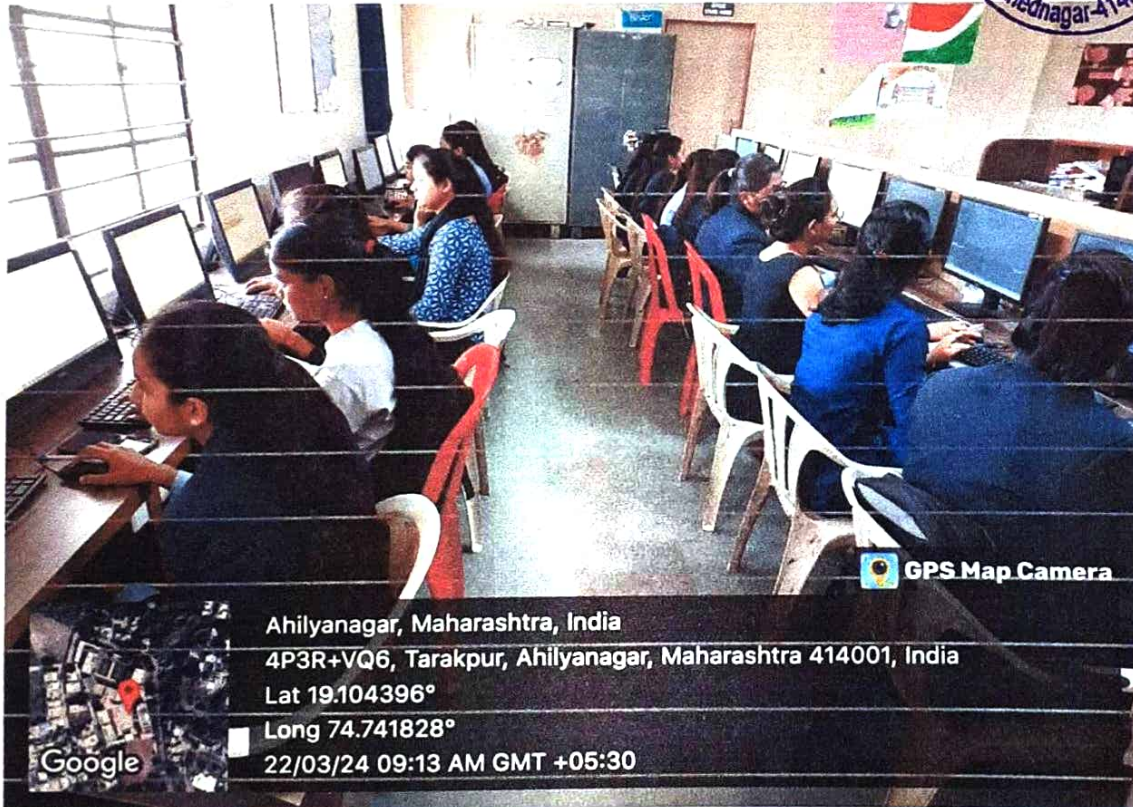 nednagar-414
GPS Map Camera
Ahilyanagar, Maharashtra, India
4P3R+VQ6, Tarakpur, Ahilyanagar, Maharashtra 414001, India
Lat 19.104396°
Long 74.741828°
22/03/24 09:13 AM GMT +05:30
Google